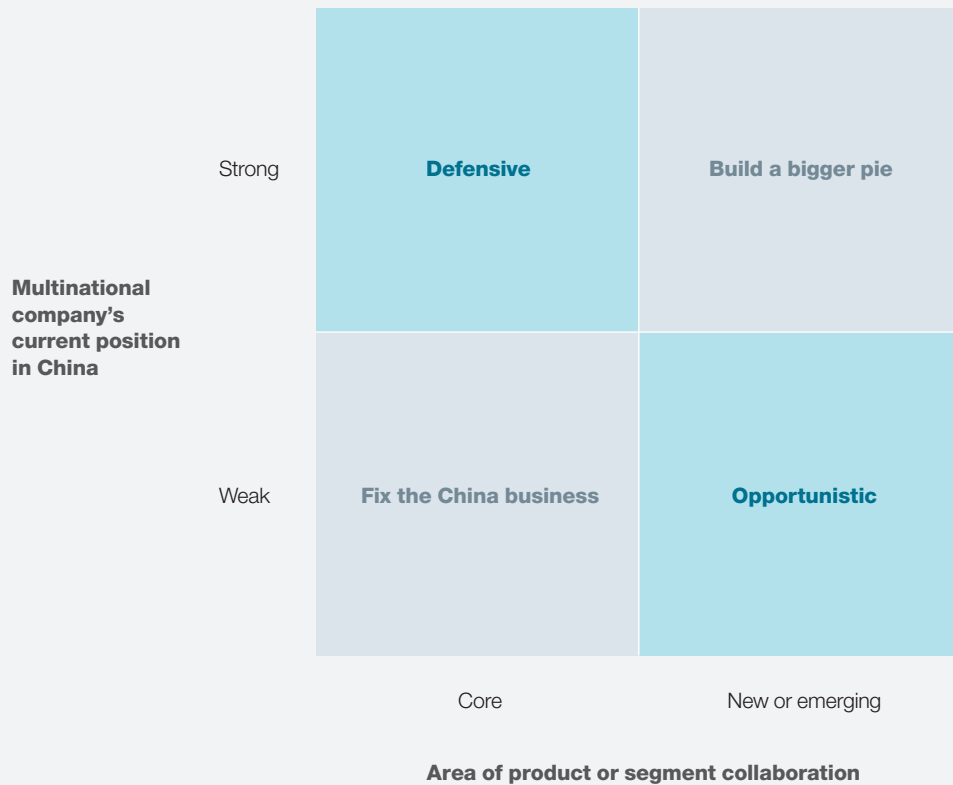 Strong
Defensive
Build a bigger pie
Multinational
company’s
current position
in China
Weak
Fix the China business
Opportunistic
Core
New or emerging
Area of product or segment collaboration